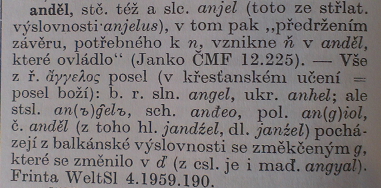 anděl, stč. též a slc. anjel (toto ze střlat.
výslovnosti·anjelus), v tom pak „předržením
závěru, potřebného k n, vznikne ň v anděl,
které ovládlo“ (Janko ČMF 12.225). — Vše
z ř. ἄγγελος posel (v křesťanském učení =
posel boží): b. r. sln. angel, ukr. anhel; ale
stsl. an(ъ)ĝelъ, sch. anđeo, pol. an(g)iol,
č. anděl (z toho hl. jandźel, dl. janźel) pochá-
zejí z balkánské výslovnosti se změkčeným g,
které se změnilo v ď (z csl. je i maď. angyal).
Frinta WeltSl 4.1959.190.